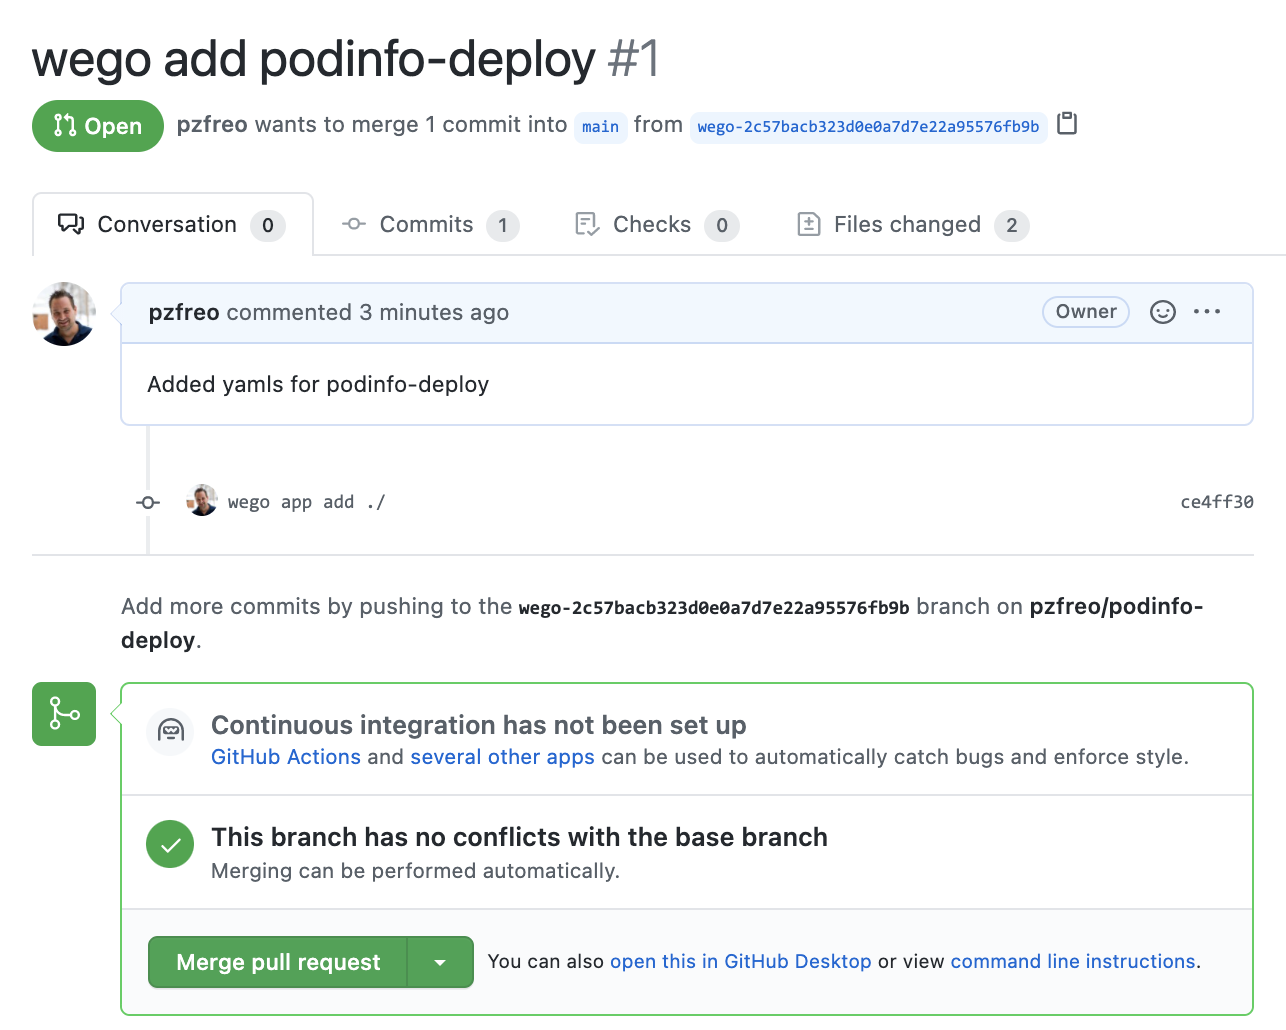 wego add podinfo-deploy #1
Open pzfreo wants to merge 1 commit into main from wego-2c57bacb323d0e0a7d7e22a95576fb9b
Conversation 0 Commits 1 Checks 0 Files changed 2
pzfreo commented 3 minutes ago Owner
Added yamls for podinfo-deploy
wego app add ./ ce4ff30
Add more commits by pushing to the wego-2c57bacb323d0e0a7d7e22a95576fb9b branch on pzfreo/podinfo-
deploy.
Continuous integration has not been set up
GitHub Actions and several other apps can be used to automatically catch bugs and enforce style.
This branch has no conflicts with the base branch
Merging can be performed automatically.
Merge pull request You can also open this in GitHub Desktop or view command line instructions.